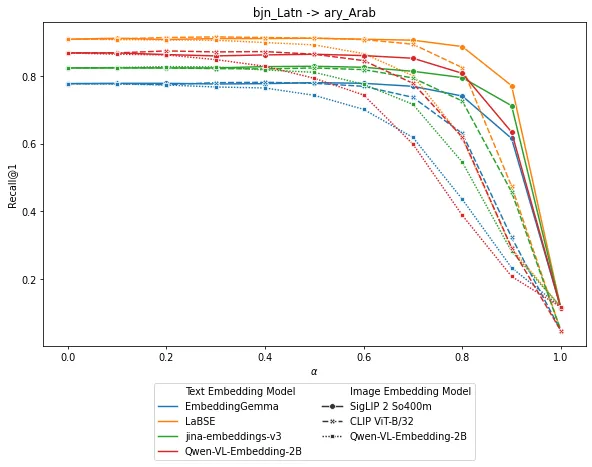 bjn_Latn -> ary_Arab
Recall@1
0.8
0.6
0.4
0.2
0.0 0.2 0.4 0.6 0.8 1.0
α
Text Embedding Model Image Embedding Model
EmbeddingGemma SigLIP 2 So400m
LaBSE CLIP ViT-B/32
jina-embeddings-v3 Qwen-VL-Embedding-2B
Qwen-VL-Embedding-2B